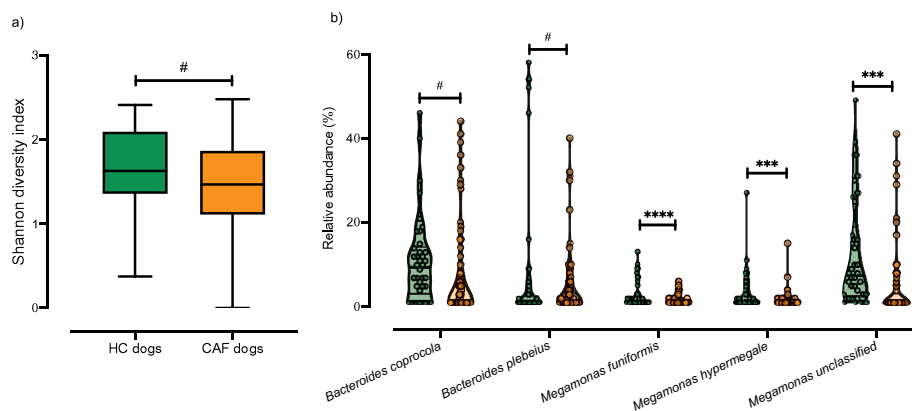 a)
Shannon diversity index
3
2
1
0
#
HC dogs
CAF dogs
b)
Relative abundance (%)
60
40
20
0
#
#
****
***
***
Bacteroides coprocola
Bacteroides plebeius
Megamonas funiformis
Megamonas hypermegale
Megamonas unclassified